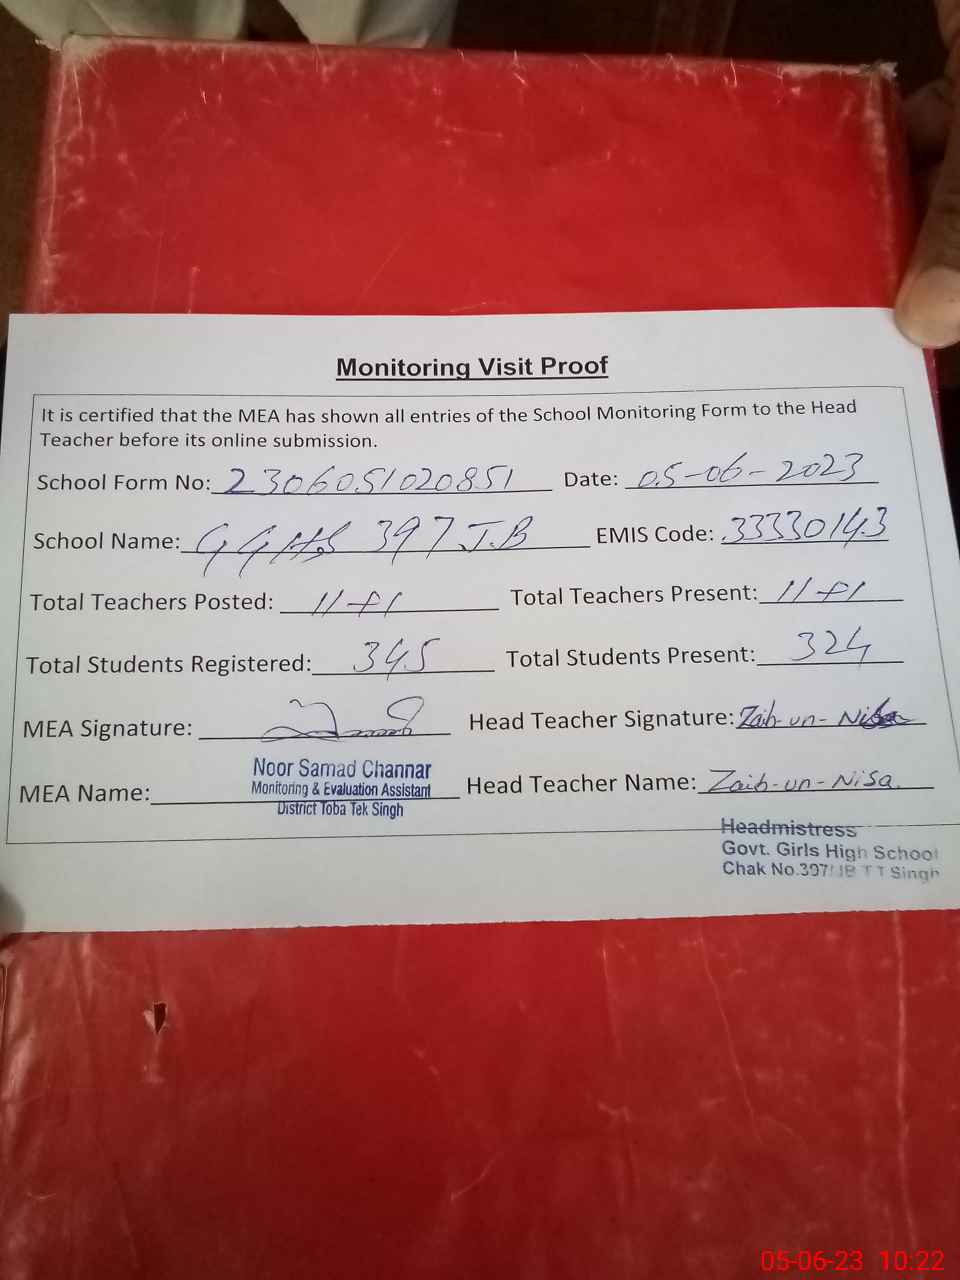 Monitoring Visit Proof
It is certified that the MEA has shown all entries of the School Monitoring Form to the Head
Teacher before its online submission.
School Form No: 2306051020851 Date: 05-06-2023
School Name: GGHS 397 J.B EMIS Code: 33330143
Total Teachers Posted: 11+1 Total Teachers Present: 11+1
Total Students Registered: 345 Total Students Present: 324
MEA Signature: Head Teacher Signature: Zaib-un-Nisa
MEA Name: Noor Samad Channar Head Teacher Name: Zaib-un-Nisa.
Monitoring & Evaluation Assistant
District Toba Tek Singh
Headmistress
Govt. Girls High School
Chak No.397/JB T T Singh
05-06-23 10:22